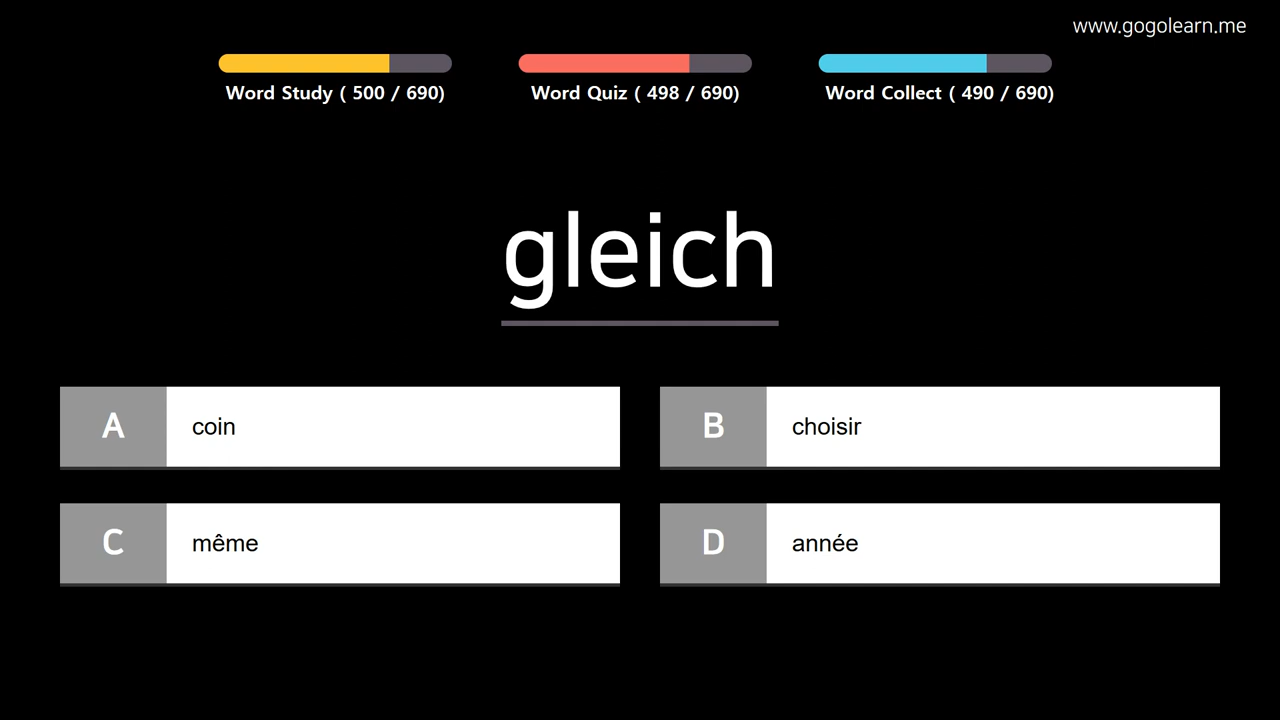 www.gogolearn.me
Word Study ( 500 / 690)
Word Quiz ( 498 / 690)
Word Collect ( 490 / 690)
gleich
A coin
B choisir
C même
D année